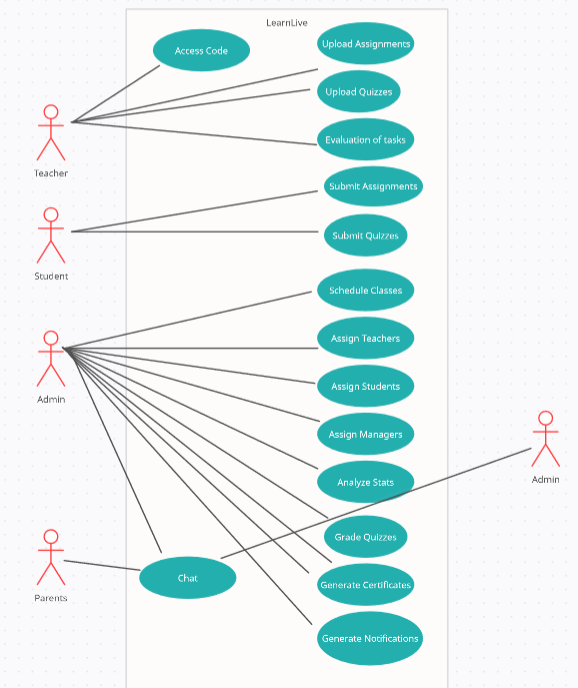 LearnLive
Access Code
Upload Assignments
Upload Quizzes
Evaluation of tasks
Teacher
Submit Assignments
Student
Submit Quizzes
Schedule Classes
Assign Teachers
Assign Students
Admin
Assign Managers
Analyze Stats
Admin
Grade Quizzes
Chat
Generate Certificates
Parents
Generate Notifications